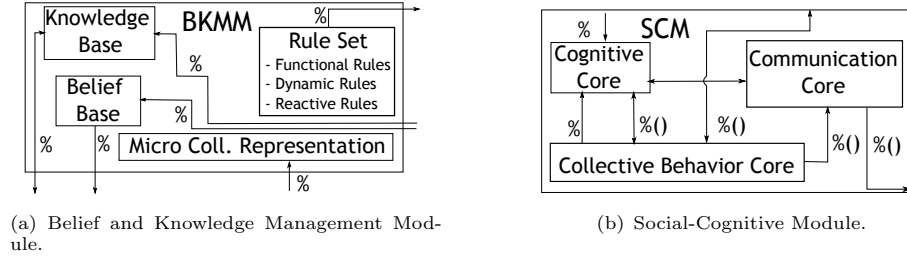 Knowledge
Base
BKMM
%
Rule Set
- Functional Rules
- Dynamic Rules
- Reactive Rules
%
Belief
Base
%
%
%
Micro Coll. Representation
%
(a) Belief and Knowledge Management Mod-
ule.
%
SCM
Cognitive
Core
Communication
Core
%
%()
%()
%()
%()
Collective Behavior Core
(b) Social-Cognitive Module.